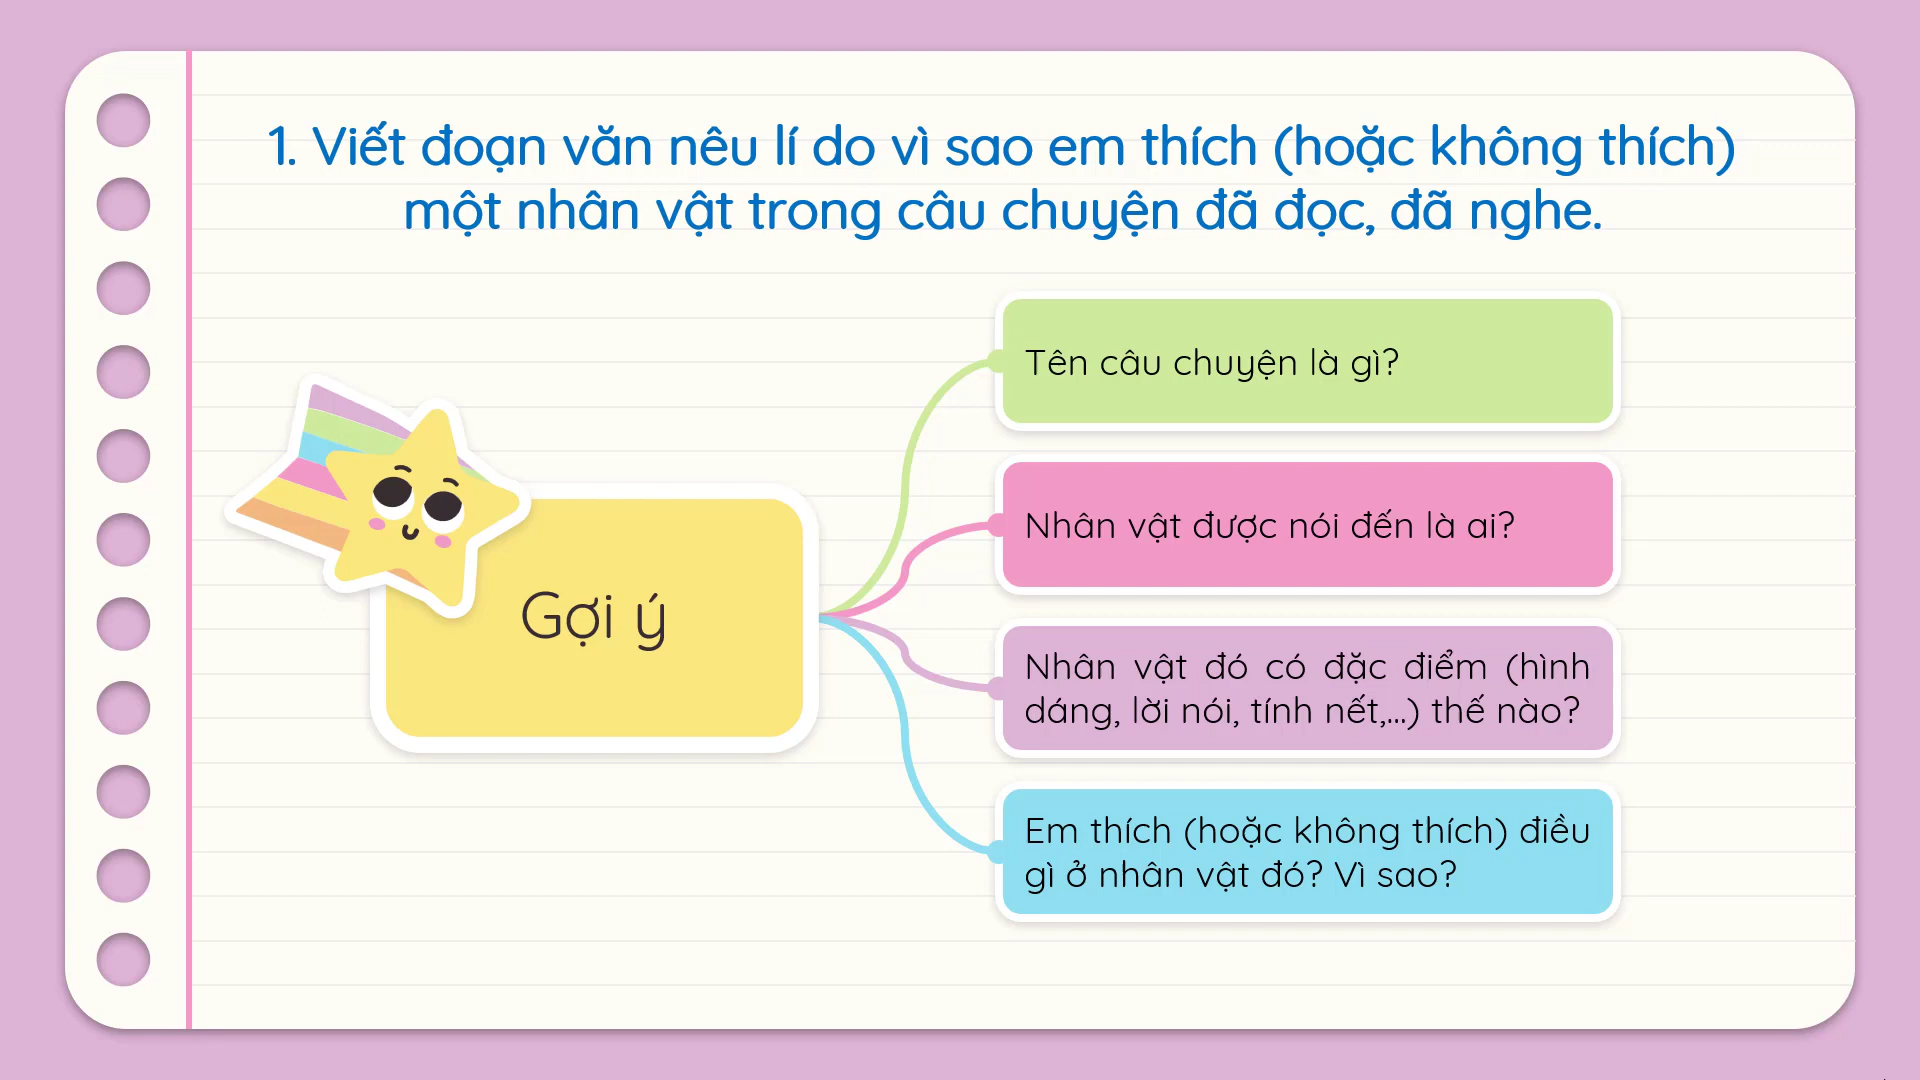 1. Viết đoạn văn nêu lí do vì sao em thích (hoặc không thích)
một nhân vật trong câu chuyện đã đọc, đã nghe.
Gợi ý
Tên câu chuyện là gì?
Nhân vật được nói đến là ai?
Nhân vật đó có đặc điểm (hình
dáng, lời nói, tính nết,...) thế nào?
Em thích (hoặc không thích) điều
gì ở nhân vật đó? Vì sao?